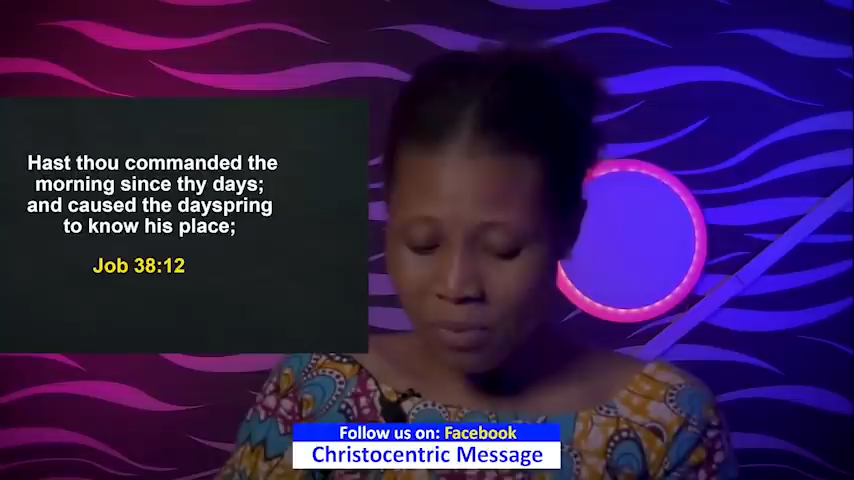 Hast thou commanded the
morning since thy days;
and caused the dayspring
to know his place;
Job 38:12
Follow us on: Facebook
Christocentric Message